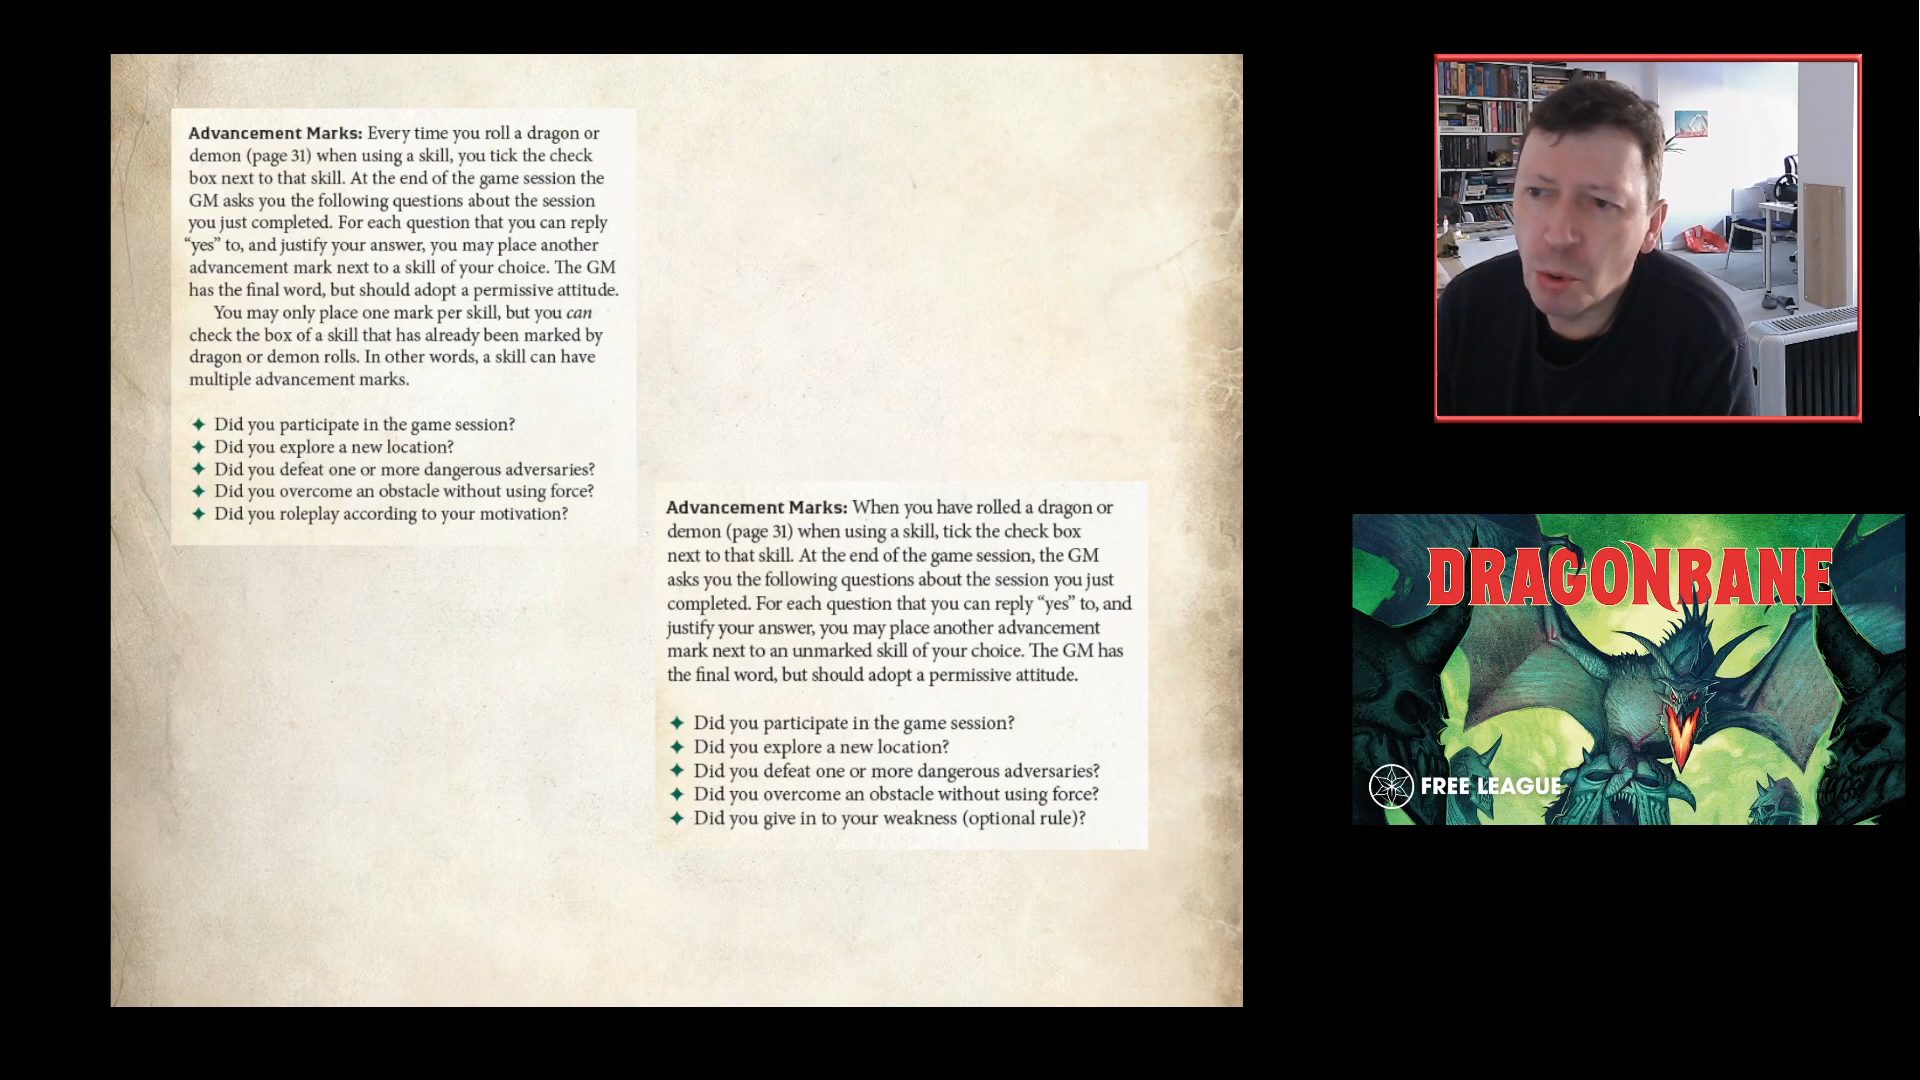 Advancement Marks: Every time you roll a dragon or
demon (page 31) when using a skill, you tick the check
box next to that skill. At the end of the game session the
GM asks you the following questions about the session
you just completed. For each question that you can reply
“yes” to, and justify your answer, you may place another
advancement mark next to a skill of your choice. The GM
has the final word, but should adopt a permissive attitude.
You may only place one mark per skill, but you can
check the box of a skill that has already been marked by
dragon or demon rolls. In other words, a skill can have
multiple advancement marks.
✦ Did you participate in the game session?
✦ Did you explore a new location?
✦ Did you defeat one or more dangerous adversaries?
✦ Did you overcome an obstacle without using force?
✦ Did you roleplay according to your motivation?
Advancement Marks: When you have rolled a dragon or
demon (page 31) when using a skill, tick the check box
next to that skill. At the end of the game session, the GM
asks you the following questions about the session you just
completed. For each question that you can reply “yes” to, and
justify your answer, you may place another advancement
mark next to an unmarked skill of your choice. The GM has
the final word, but should adopt a permissive attitude.
✦ Did you participate in the game session?
✦ Did you explore a new location?
✦ Did you defeat one or more dangerous adversaries?
✦ Did you overcome an obstacle without using force?
✦ Did you give in to your weakness (optional rule)?
DRAGONBANE
FREE LEAGUE